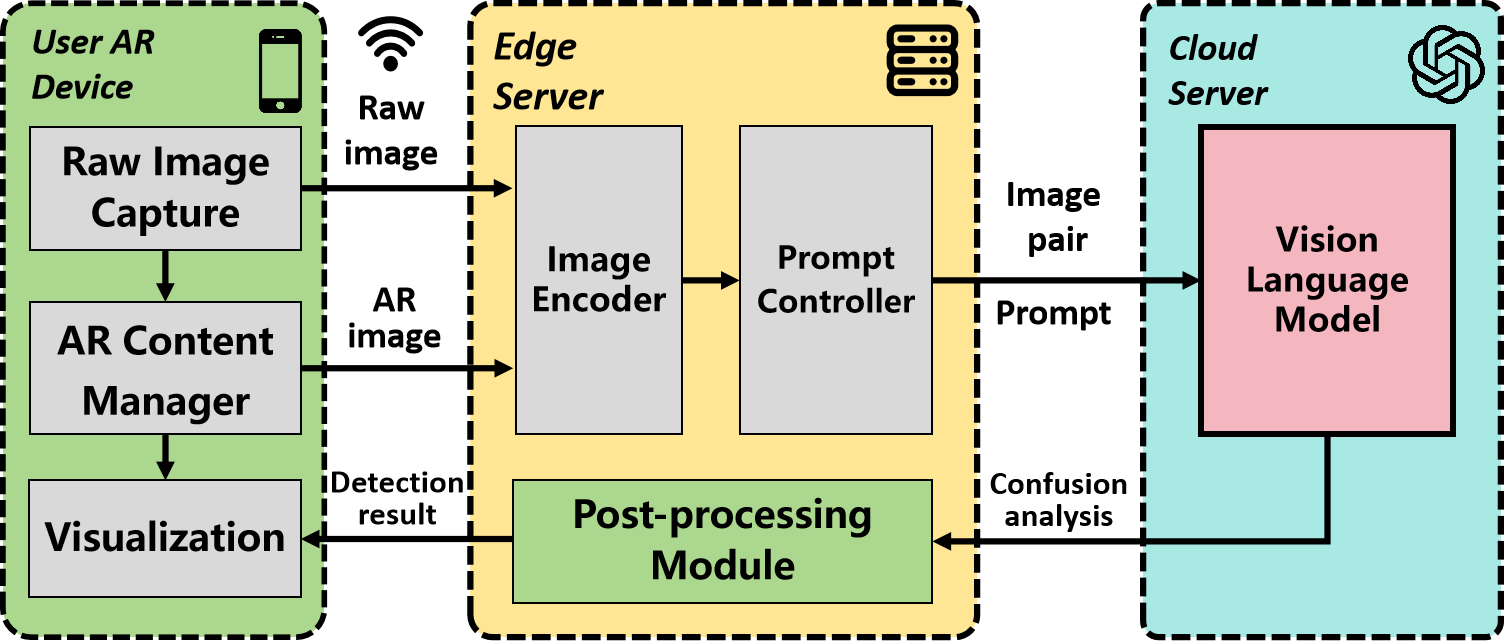 User AR
Device
Raw Image
Capture
AR Content
Manager
Visualization
Raw
image
AR
image
Detection
result
Edge
Server
Image
Encoder
Prompt
Controller
Post-processing
Module
Image
pair
Prompt
Confusion
analysis
Cloud
Server
Vision
Language
Model